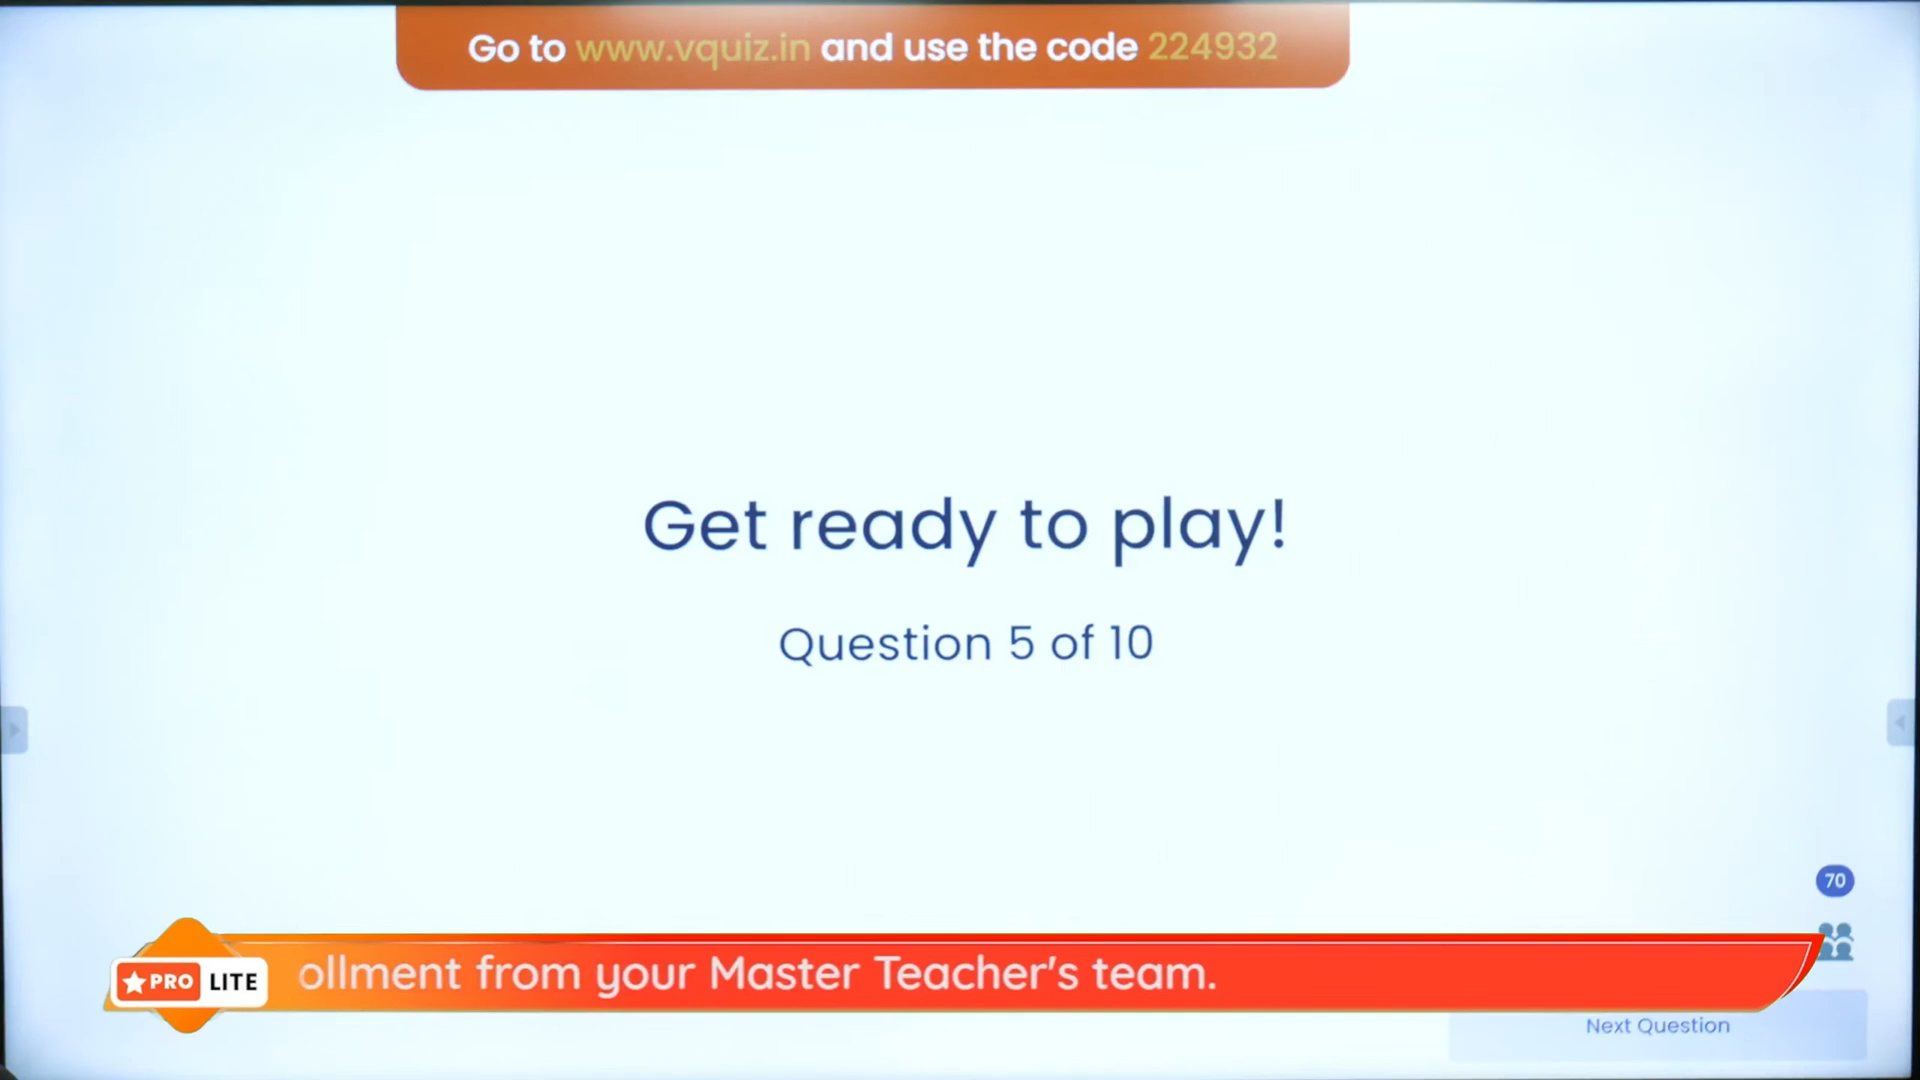 Go to www.vquiz.in and use the code 224932
Get ready to play!
Question 5 of 10
70
PRO LITE
ollment from your Master Teacher's team.
Next Question